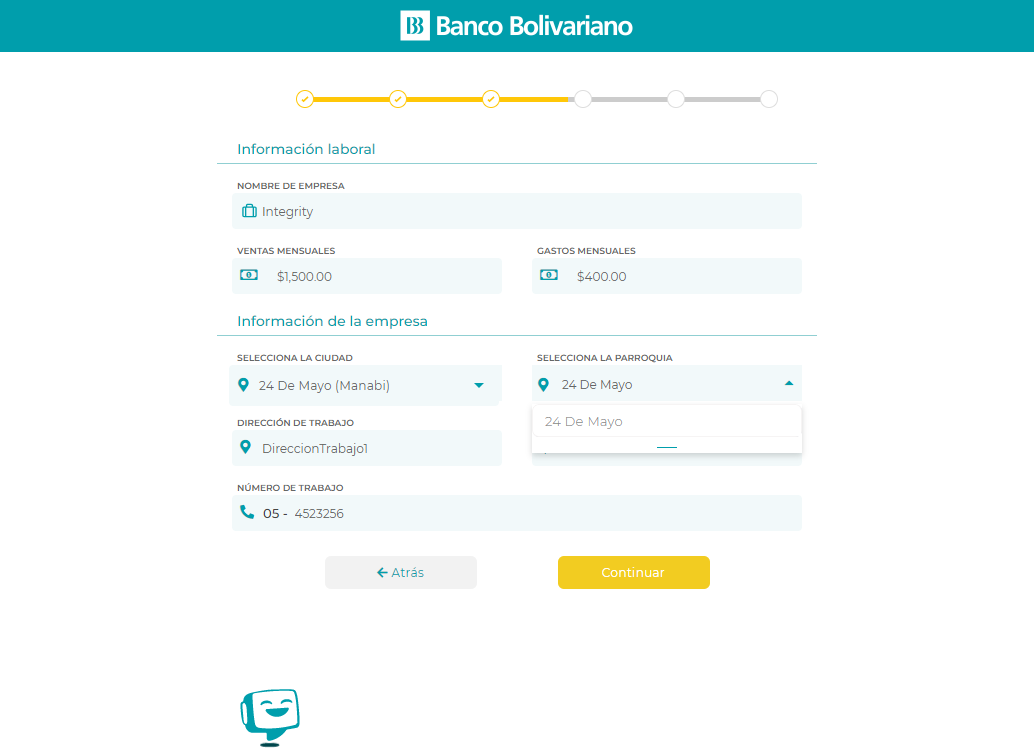 Banco Bolivariano
Información laboral
NOMBRE DE EMPRESA
Integrity
VENTAS MENSUALES
GASTOS MENSUALES
$1,500.00
$400.00
Información de la empresa
SELECCIONA LA CIUDAD
SELECCIONA LA PARROQUIA
24 De Mayo (Manabi)
24 De Mayo
24 De Mayo
DIRECCIÓN DE TRABAJO
DireccionTrabajo1
NÚMERO DE TRABAJO
05 - 4523256
Atrás
Continuar